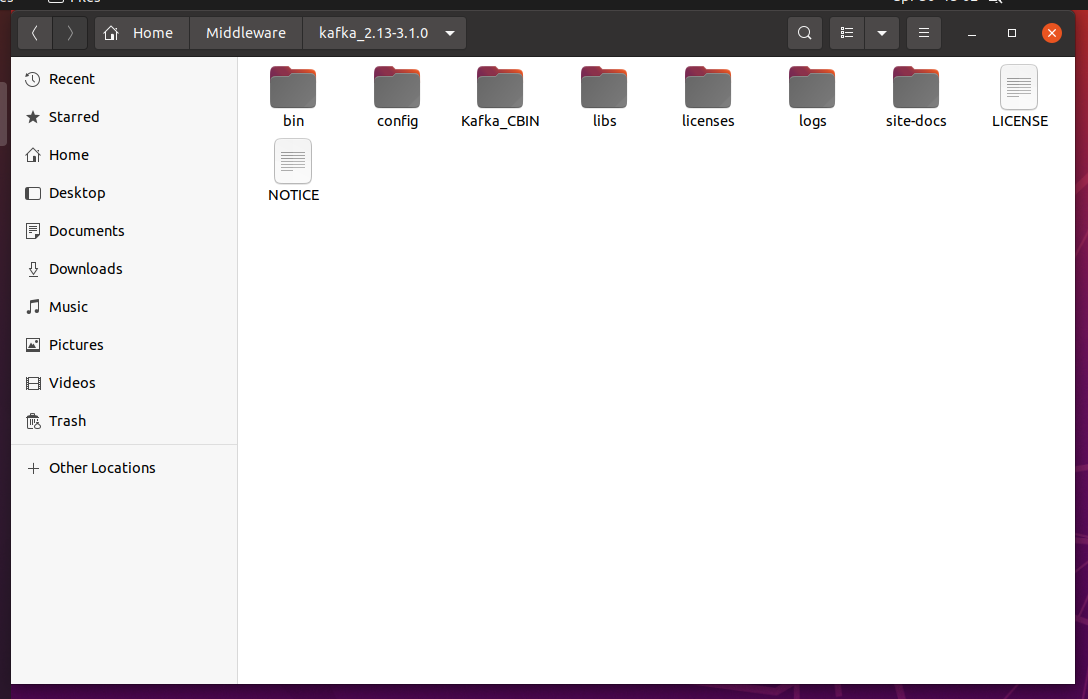 Home Middleware kafka_2.13-3.1.0
Recent
Starred
Home
Desktop
Documents
Downloads
Music
Pictures
Videos
Trash
Other Locations
bin config Kafka_CBIN libs licenses logs site-docs LICENSE
NOTICE